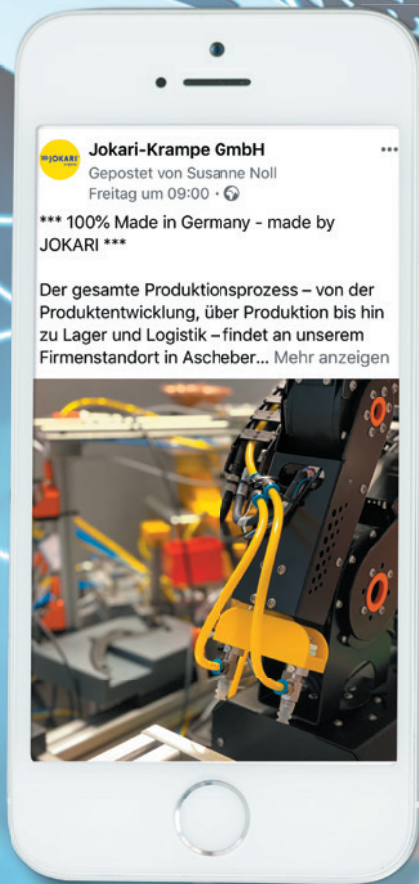 JOKARI
Jokari-Krampe GmbH
Gepostet von Susanne Noll
Freitag um 09:00 ·
*** 100% Made in Germany - made by
JOKARI ***
Der gesamte Produktionsprozess – von der
Produktentwicklung, über Produktion bis hin
zu Lager und Logistik – findet an unserem
Firmenstandort in Ascheber... Mehr anzeigen